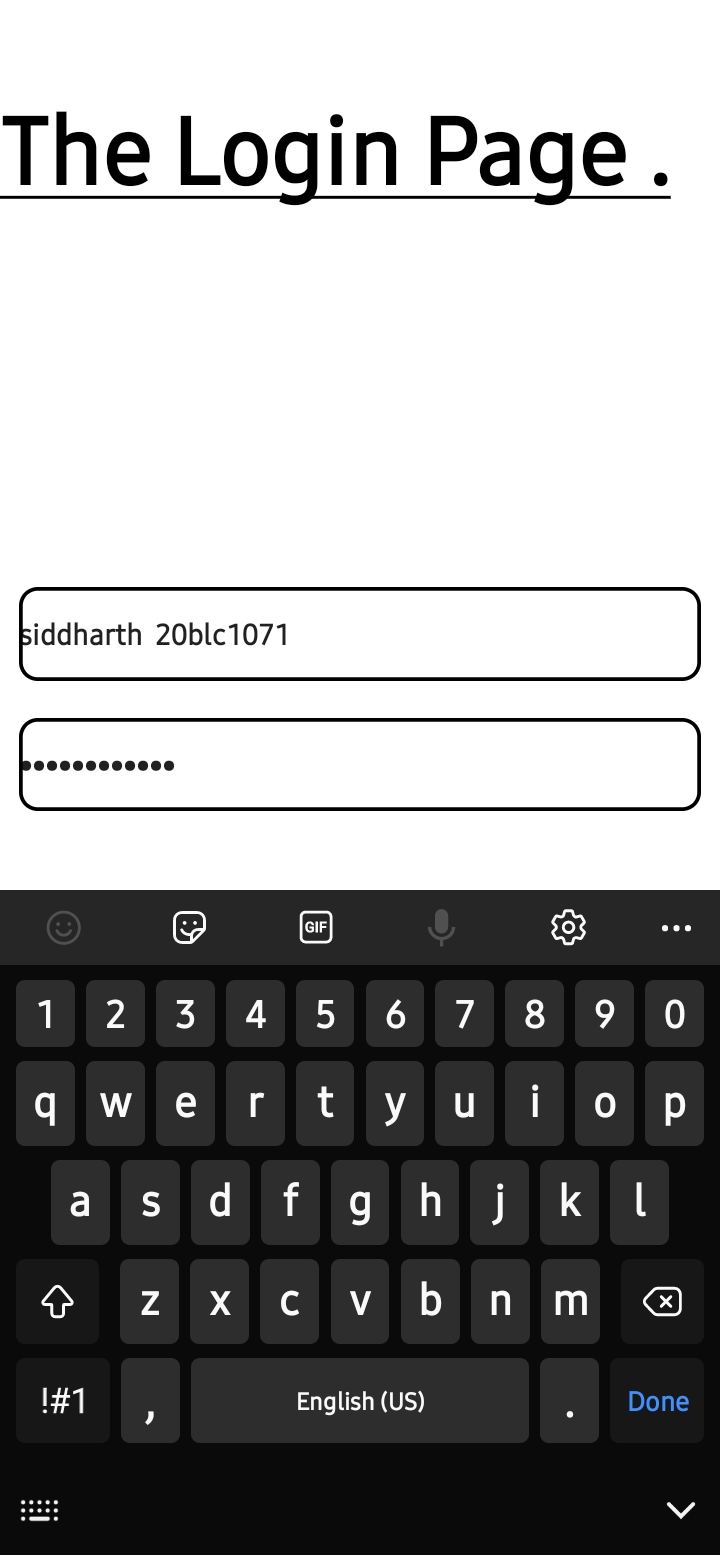 The Login Page .
siddharth 20blc1071
••••••••••••
GIF
1 2 3 4 5 6 7 8 9 0
q w e r t y u i o p
a s d f g h j k l
z x c v b n m
!#1 , English (US) . Done